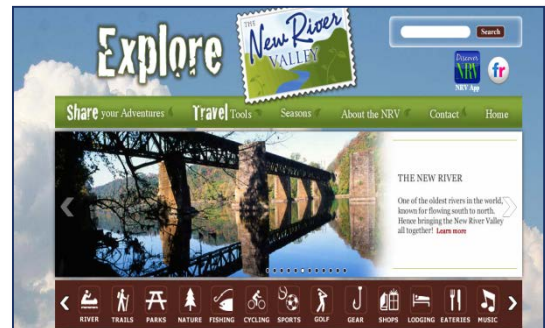 Explore
THE
New River
VALLEY
Search
Discover
NRV
NRV App
fr
Share your Adventures
Travel Tools
Seasons
About the NRV
Contact
Home
THE NEW RIVER
One of the oldest rivers in the world,
known for flowing south to north.
Hence bringing the New River Valley
all together! Learn more
RIVER
TRAILS
PARKS
NATURE
FISHING
CYCLING
SPORTS
GOLF
GEAR
SHOPS
LODGING
EATERIES
MUSIC